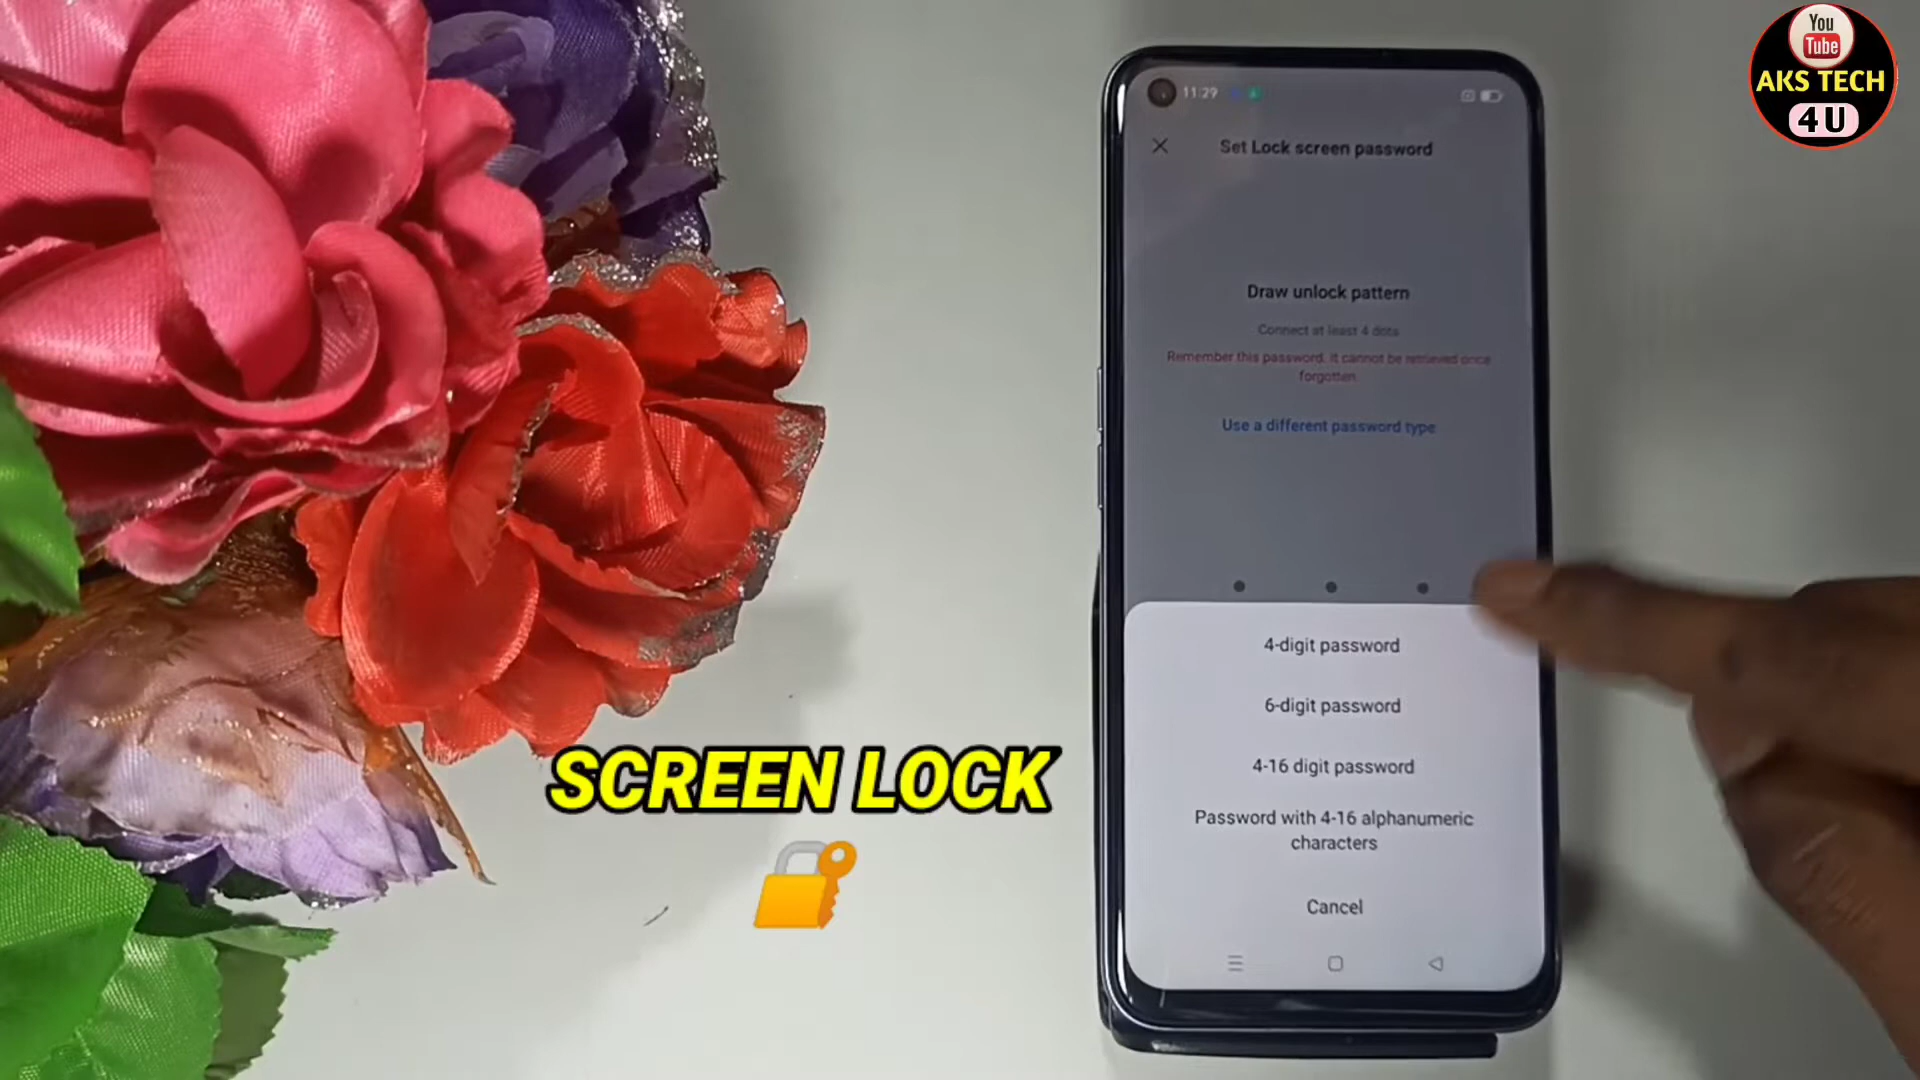 You
Tube
AKS TECH
4U
11:29
Set Lock screen password
Draw unlock pattern
Connect at least 4 dots
Remember this password. It cannot be retrieved once
forgotten.
Use a different password type
4-digit password
6-digit password
4-16 digit password
Password with 4-16 alphanumeric
characters
Cancel
SCREEN LOCK